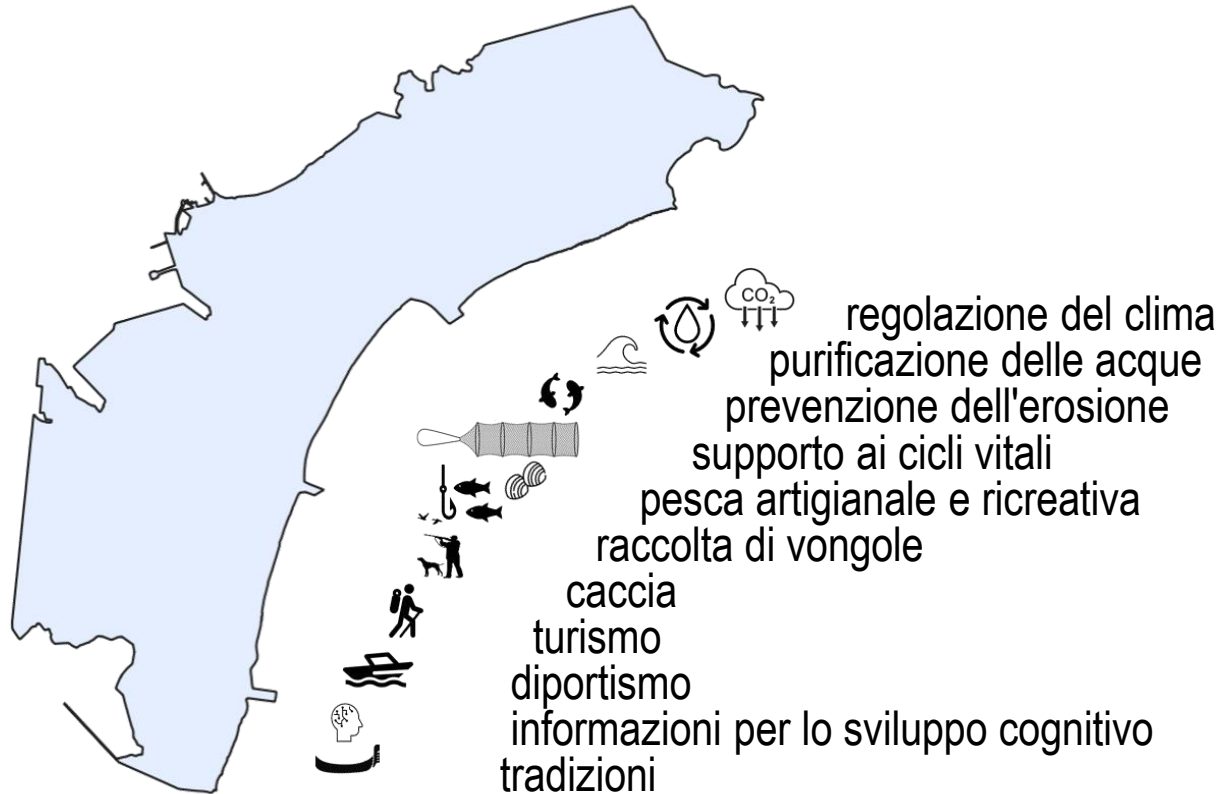 CO₂
regolazione del clima
purificazione delle acque
prevenzione dell'erosione
supporto ai cicli vitali
pesca artigianale e ricreativa
raccolta di vongole
caccia
turismo
diportismo
informazioni per lo sviluppo cognitivo
tradizioni